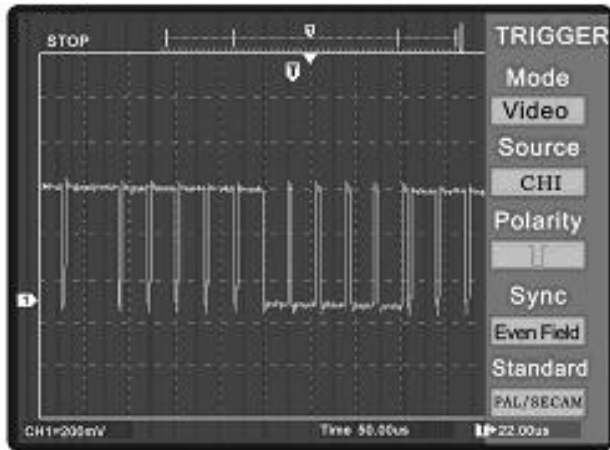 STOP
TRIGGER
Mode
Video
Source
CHI
Polarity
Sync
Even Field
Standard
PAL/SECAM
T
1
CH1=200mV
Time 50.00us
22.00us